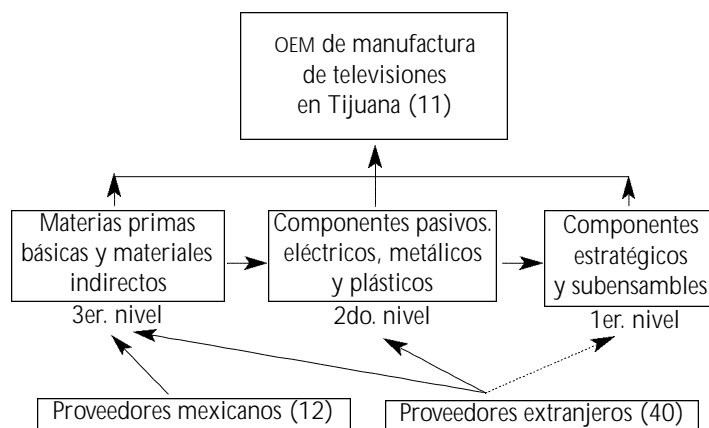 OEM de manufactura
de televisiones
en Tijuana (11)
Materias primas
básicas y materiales
indirectos
Componentes pasivos.
eléctricos, metálicos
y plásticos
Componentes
estratégicos
y subensambles
3er. nivel
2do. nivel
1er. nivel
Proveedores mexicanos (12)
Proveedores extranjeros (40)